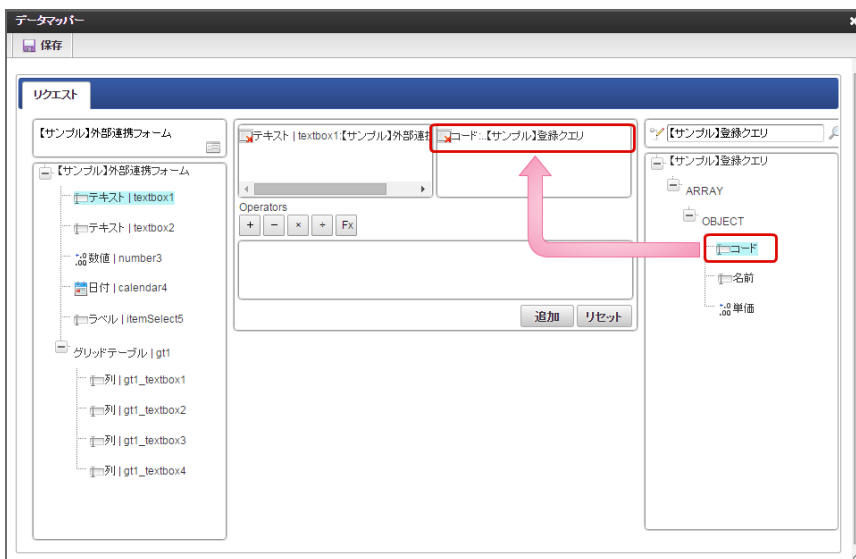 データマッパー
保存
リクエスト
【サンプル】外部連携フォーム
【サンプル】外部連携フォーム
テキスト | textbox1
テキスト | textbox2
数値 | number3
日付 | calendar4
ラベル | itemSelect5
グリッドテーブル | gt1
列 | gt1_textbox1
列 | gt1_textbox2
列 | gt1_textbox3
列 | gt1_textbox4
テキスト | textbox1:【サンプル】外部連携
コード:..【サンプル】登録クエリ
Operators
+ − × ÷ Fx
追加 リセット
【サンプル】登録クエリ
【サンプル】登録クエリ
ARRAY
OBJECT
コード
名前
単価